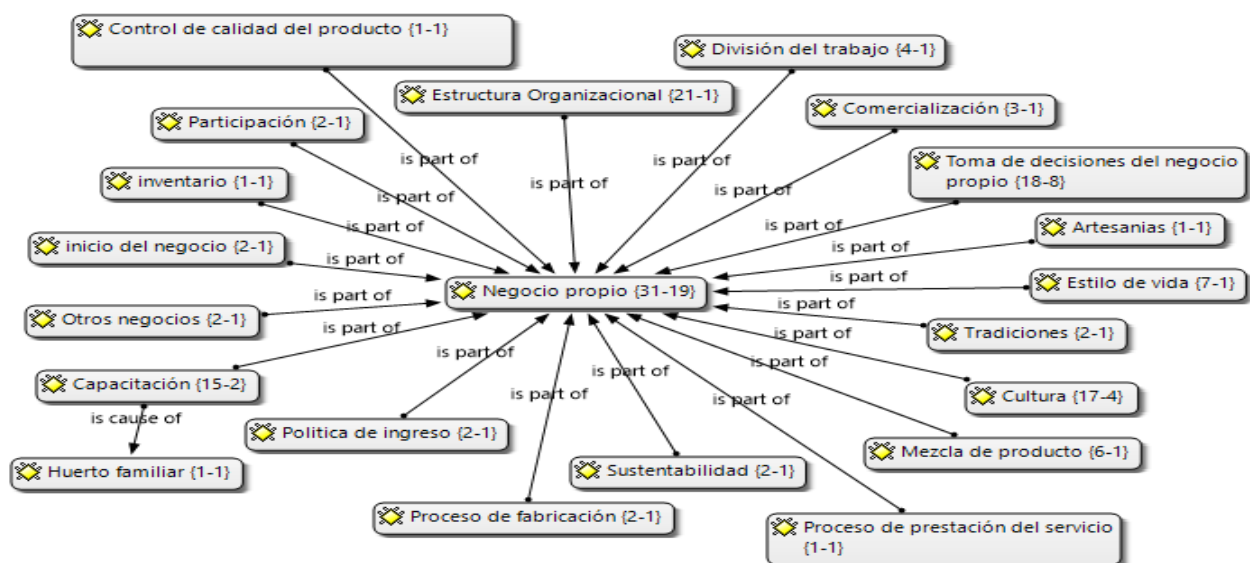 Control de calidad del producto {1-1}
División del trabajo {4-1}
Estructura Organizacional {21-1}
Comercialización {3-1}
Participación {2-1}
is part of
is part of
Toma de decisiones del negocio
propio {18-8}
inventario {1-1}
is part of
is part of
is part of
is part of
is part of
Artesanias {1-1}
inicio del negocio {2-1}
is part of
is part of
Negocio propio {31-19}
is part of
Estilo de vida {7-1}
Otros negocios {2-1}
is part of
is part of
is part of
Tradiciones {2-1}
Capacitación {15-2}
is part of
is part of
is part of
is part of
Cultura {17-4}
is cause of
Politica de ingreso {2-1}
is part of
is part of
Mezcla de producto {6-1}
Huerto familiar {1-1}
Sustentabilidad {2-1}
Proceso de fabricación {2-1}
Proceso de prestación del servicio
{1-1}